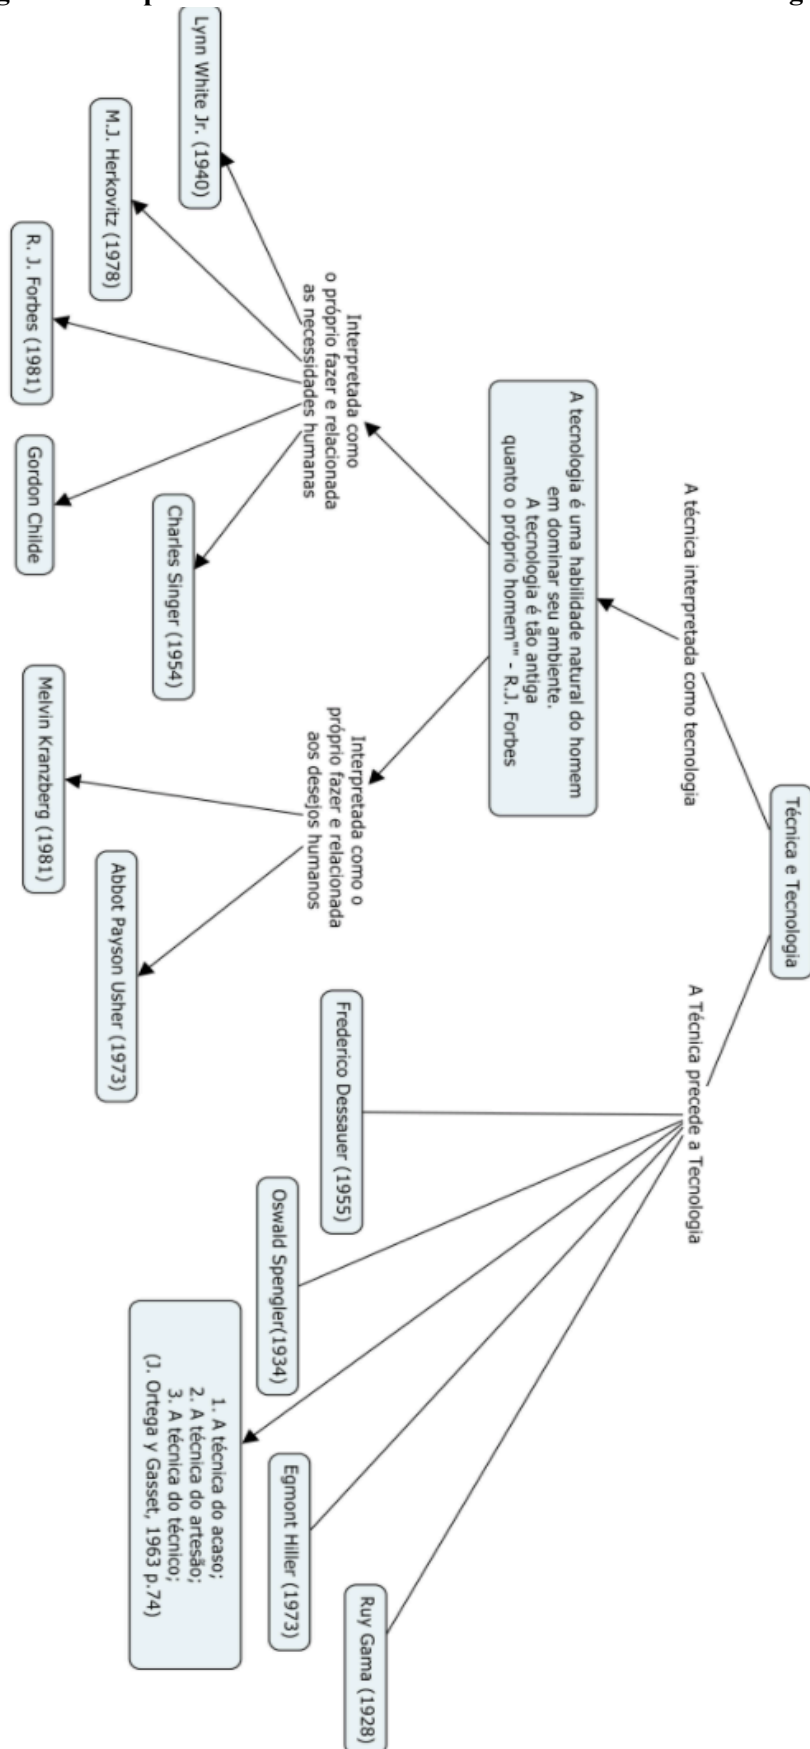 Técnica e Tecnologia
A técnica interpretada como tecnologia
A Técnica precede a Tecnologia
A tecnologia é uma habilidade natural do homem
em dominar seu ambiente.
A tecnologia é tão antiga
quanto o próprio homem"" - R.J. Forbes
Interpretada como
o próprio fazer e relacionada
as necessidades humanas
Interpretada como o
próprio fazer e relacionada
aos desejos humanos
Lynn White Jr. (1940)
M.J. Herkovitz (1978)
R. J. Forbes (1981)
Gordon Childe
Charles Singer (1954)
Melvin Kranzberg (1981)
Abbot Payson Usher (1973)
Frederico Dessauer (1955)
Oswald Spengler(1934)
1. A técnica do acaso;
2. A técnica do artesão;
3. A técnica do técnico;
(J. Ortega y Gasset, 1963 p.74)
Egmont Hiller (1973)
Ruy Gama (1928)